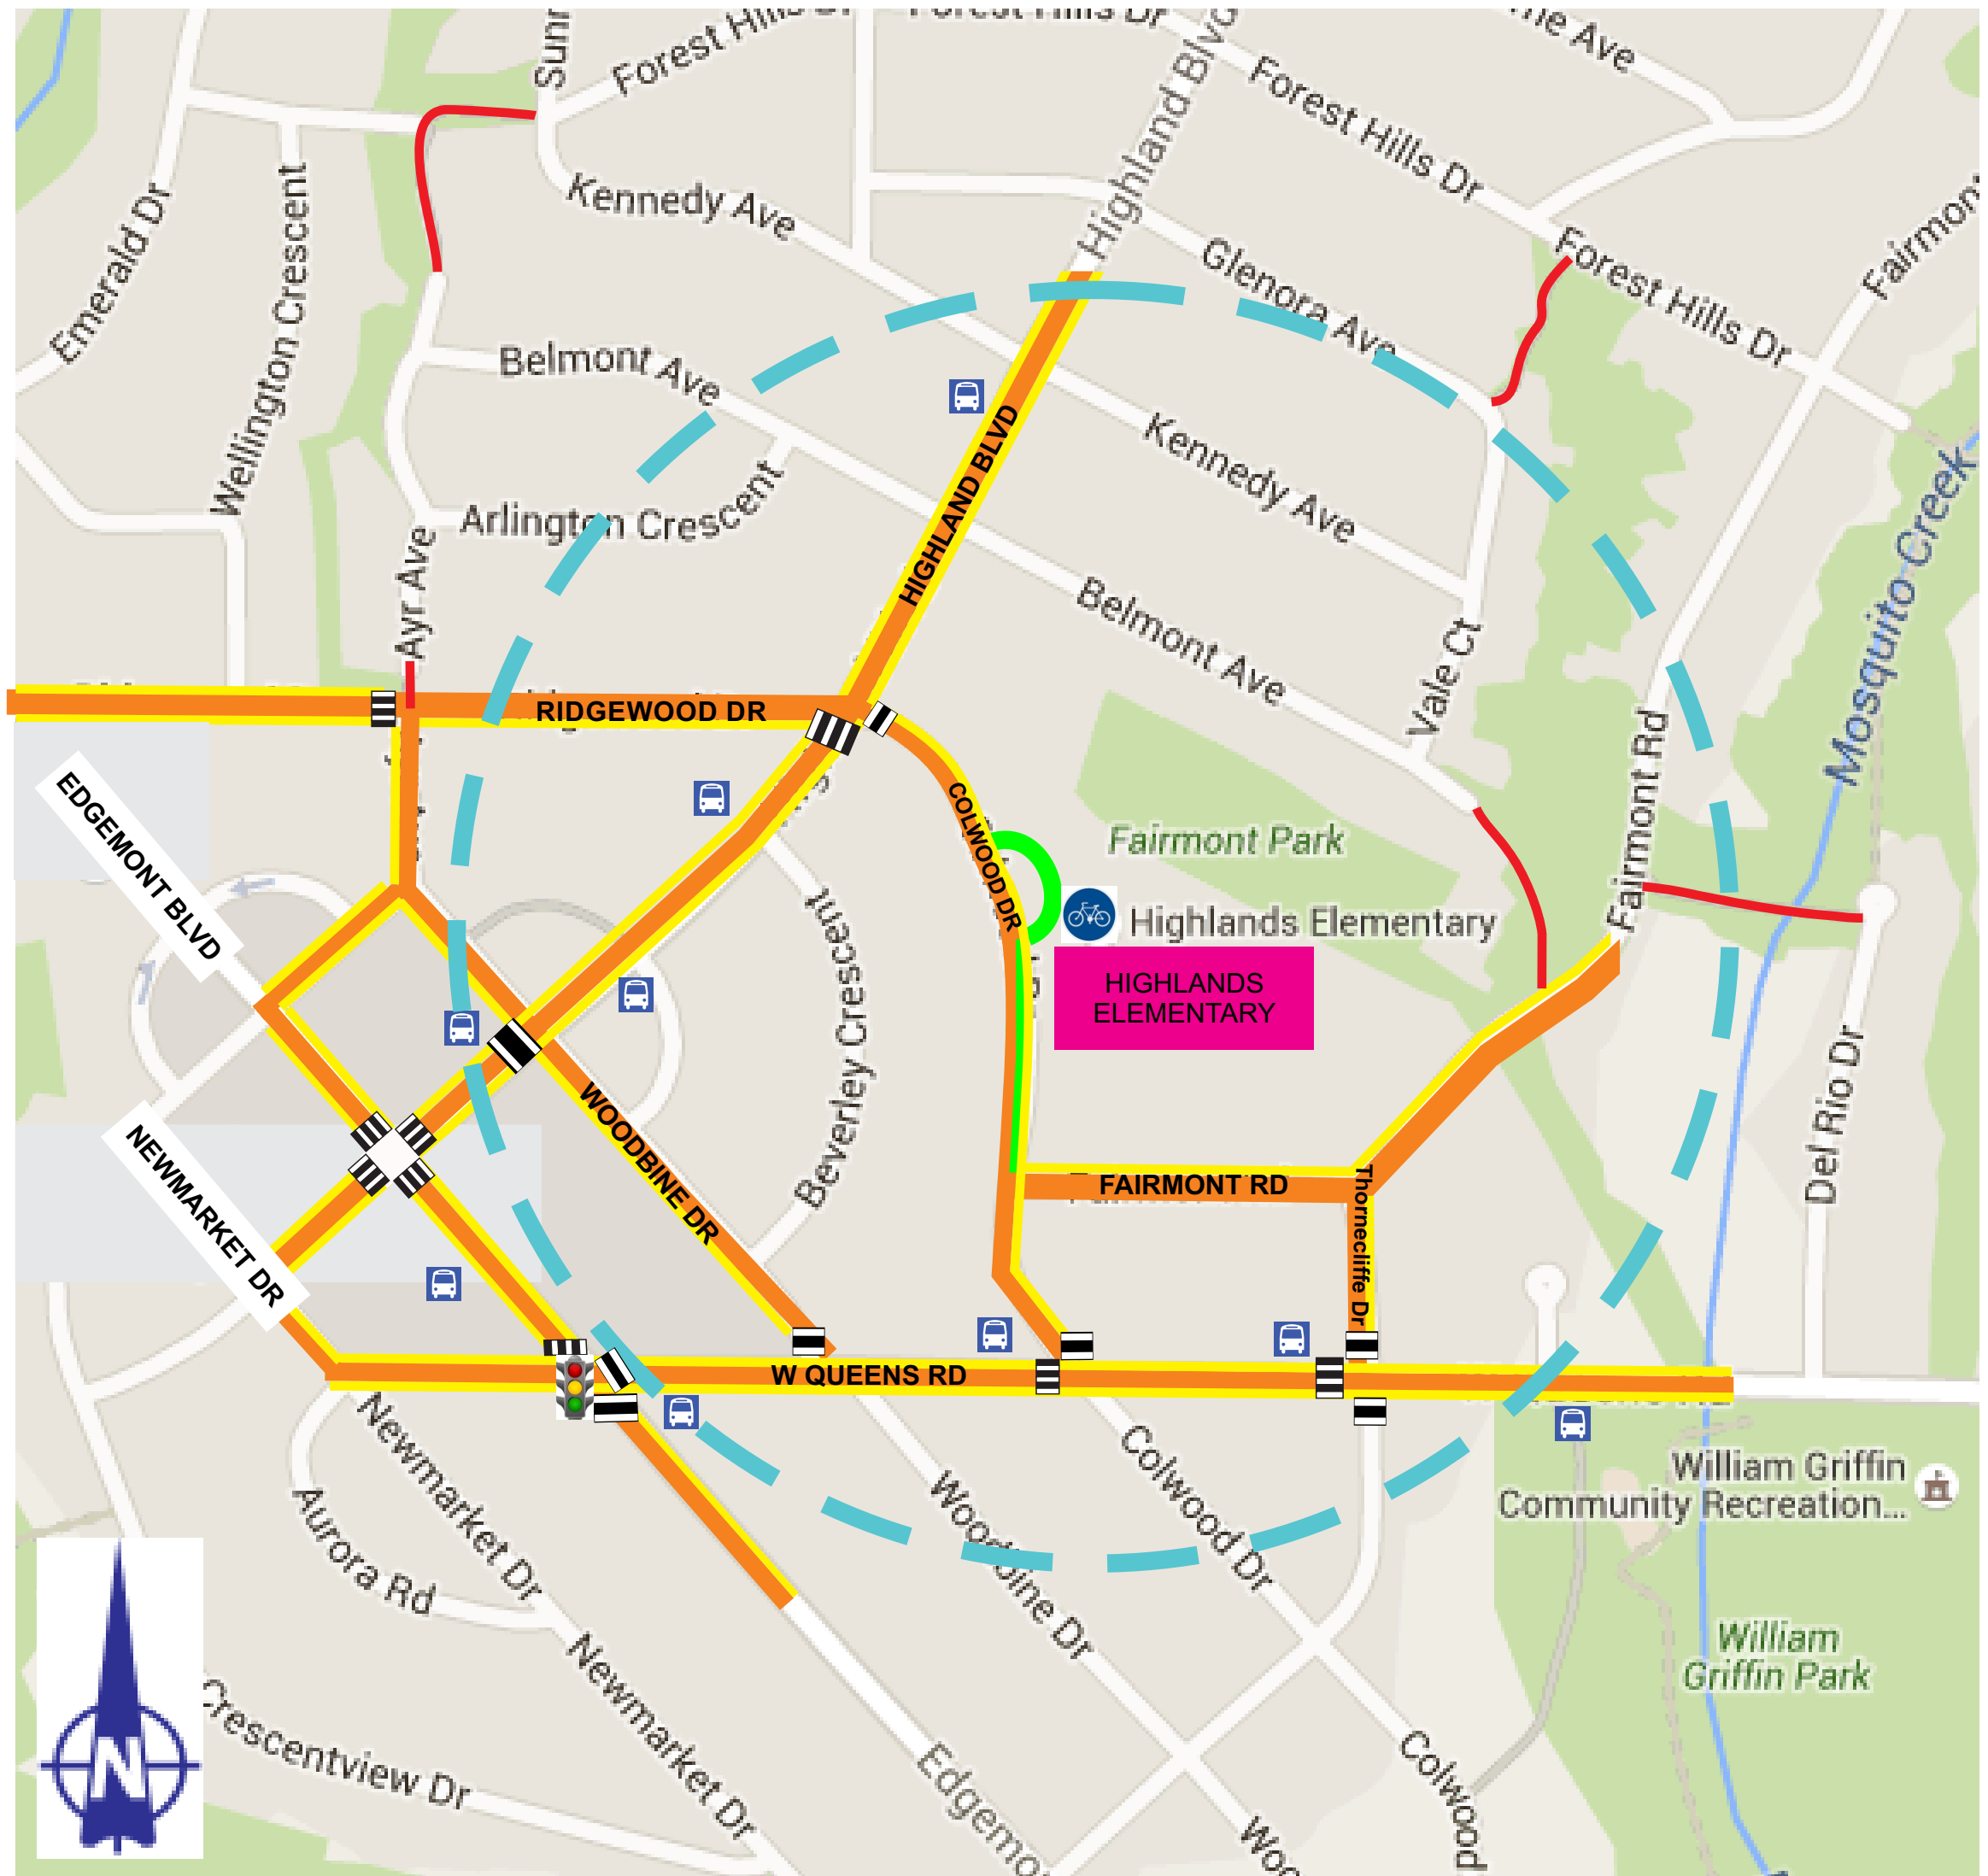 Forest Hills Dr
Highland Blvd
Forest Hills Dr
Forest Hills Dr
Kennedy Ave
Emerald Dr
Wellington Crescent
Glenora Ave
Belmont Ave
Kennedy Ave
Arlington Crescent
HIGHLAND BLVD
Ayr Ave
Belmont Ave
Vale Ct
Fairmont Rd
Mosquito Creek
RIDGEWOOD DR
EDGEMONT BLVD
COLWOOD DR
Fairmont Park
Highlands Elementary
HIGHLANDS
ELEMENTARY
Beverley Crescent
WOODBINE DR
NEWMARKET DR
FAIRMONT RD
Thornecliffe Dr
Del Rio Dr
W QUEENS RD
Newmarket Dr
Aurora Rd
Woodbine Dr
Colwood Dr
William Griffin
Community Recreation...
William
Griffin Park
Newmarket Dr
Crescentview Dr
Colwood
N